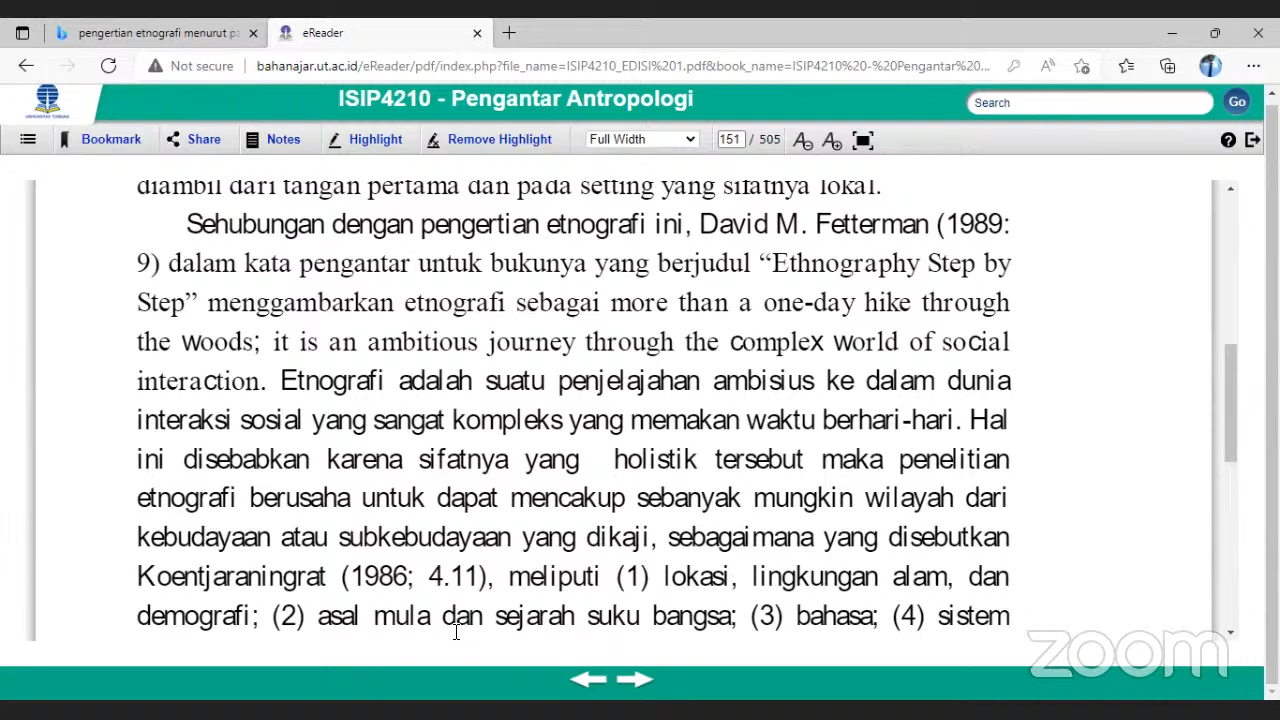 pengertian etnografi menurut pa
eReader
Not secure
bahanajar.ut.ac.id/eReader/pdf/index.php?file_name=ISIP4210_EDISI%201.pdf&book_name=ISIP4210%20-%20Pengantar%20...
ISIP4210 - Pengantar Antropologi
Search
Go
UNIVERSITAS TERBUKA
Bookmark
Share
Notes
Highlight
Remove Highlight
Full Width
151 / 505
diambil dari tangan pertama dan pada setting yang sifatnya lokal.
Sehubungan dengan pengertian etnografi ini, David M. Fetterman (1989:
9) dalam kata pengantar untuk bukunya yang berjudul “Ethnography Step by
Step” menggambarkan etnografi sebagai more than a one-day hike through
the woods; it is an ambitious journey through the complex world of social
interaction. Etnografi adalah suatu penjelajahan ambisius ke dalam dunia
interaksi sosial yang sangat kompleks yang memakan waktu berhari-hari. Hal
ini disebabkan karena sifatnya yang holistik tersebut maka penelitian
etnografi berusaha untuk dapat mencakup sebanyak mungkin wilayah dari
kebudayaan atau subkebudayaan yang dikaji, sebagaimana yang disebutkan
Koentjaraningrat (1986; 4.11), meliputi (1) lokasi, lingkungan alam, dan
demografi; (2) asal mula dan sejarah suku bangsa; (3) bahasa; (4) sistem
zoom